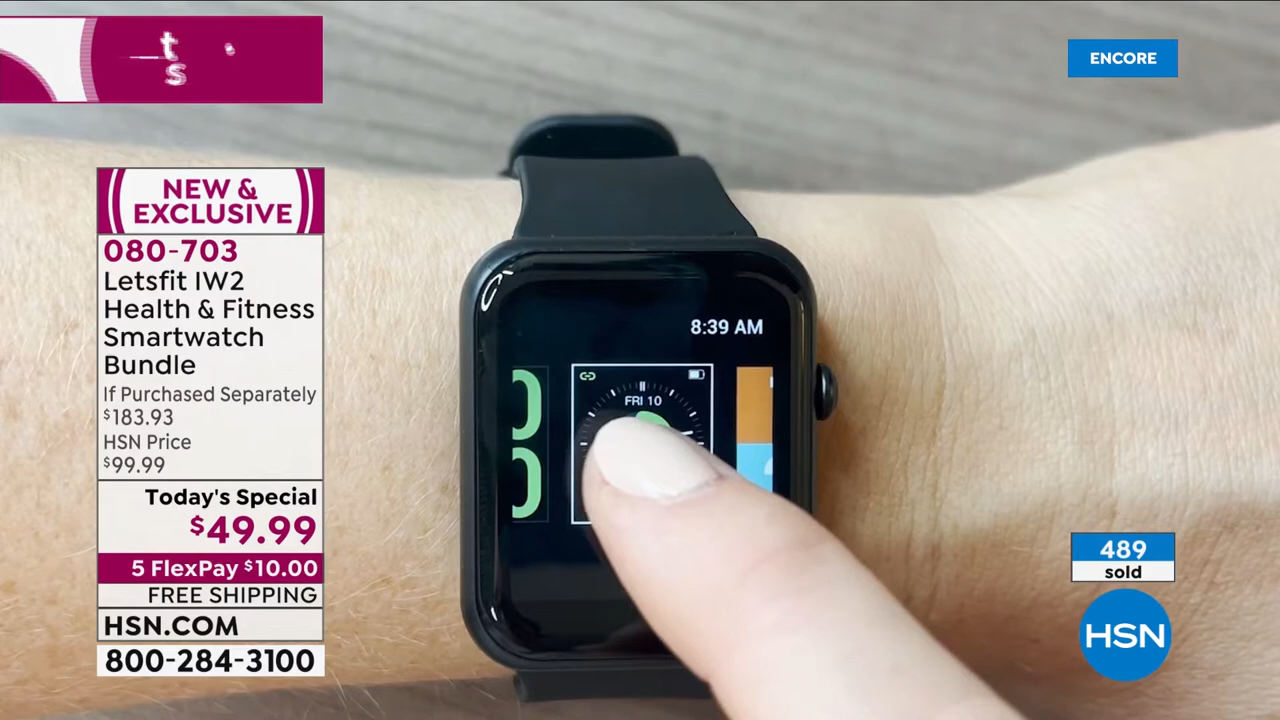 t
s
ENCORE
NEW &
EXCLUSIVE
080-703
Letsfit IW2
Health & Fitness
Smartwatch
Bundle
If Purchased Separately
$183.93
HSN Price
$99.99
Today's Special
$49.99
5 FlexPay $10.00
FREE SHIPPING
HSN.COM
800-284-3100
8:39 AM
FRI 10
489
sold
HSN